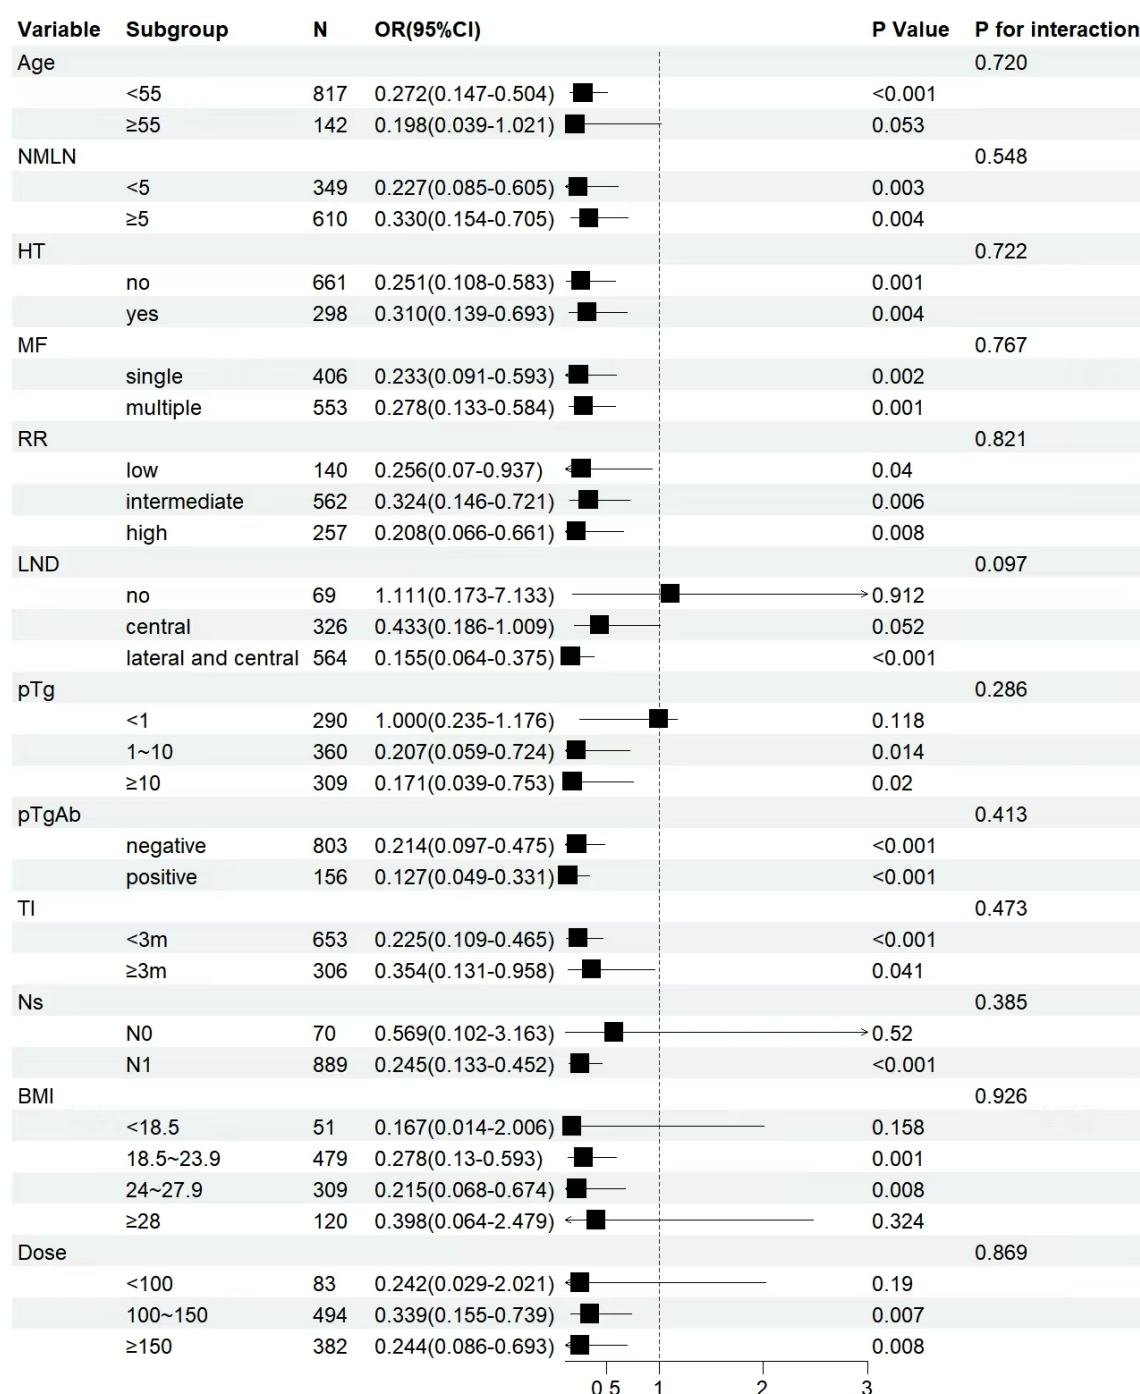 Variable Subgroup N OR(95%CI) P Value P for interaction
Age 0.720
<55 817 0.272(0.147-0.504) <0.001
≥55 142 0.198(0.039-1.021) 0.053
NMLN 0.548
<5 349 0.227(0.085-0.605) 0.003
≥5 610 0.330(0.154-0.705) 0.004
HT 0.722
no 661 0.251(0.108-0.583) 0.001
yes 298 0.310(0.139-0.693) 0.004
MF 0.767
single 406 0.233(0.091-0.593) 0.002
multiple 553 0.278(0.133-0.584) 0.001
RR 0.821
low 140 0.256(0.07-0.937) 0.04
intermediate 562 0.324(0.146-0.721) 0.006
high 257 0.208(0.066-0.661) 0.008
LND 0.097
no 69 1.111(0.173-7.133) 0.912
central 326 0.433(0.186-1.009) 0.052
lateral and central 564 0.155(0.064-0.375) <0.001
pTg 0.286
<1 290 1.000(0.235-1.176) 0.118
1~10 360 0.207(0.059-0.724) 0.014
≥10 309 0.171(0.039-0.753) 0.02
pTgAb 0.413
negative 803 0.214(0.097-0.475) <0.001
positive 156 0.127(0.049-0.331) <0.001
TI 0.473
<3m 653 0.225(0.109-0.465) <0.001
≥3m 306 0.354(0.131-0.958) 0.041
Ns 0.385
N0 70 0.569(0.102-3.163) 0.52
N1 889 0.245(0.133-0.452) <0.001
BMI 0.926
<18.5 51 0.167(0.014-2.006) 0.158
18.5~23.9 479 0.278(0.13-0.593) 0.001
24~27.9 309 0.215(0.068-0.674) 0.008
≥28 120 0.398(0.064-2.479) 0.324
Dose 0.869
<100 83 0.242(0.029-2.021) 0.19
100~150 494 0.339(0.155-0.739) 0.007
≥150 382 0.244(0.086-0.693) 0.008
0.5 1 2 3